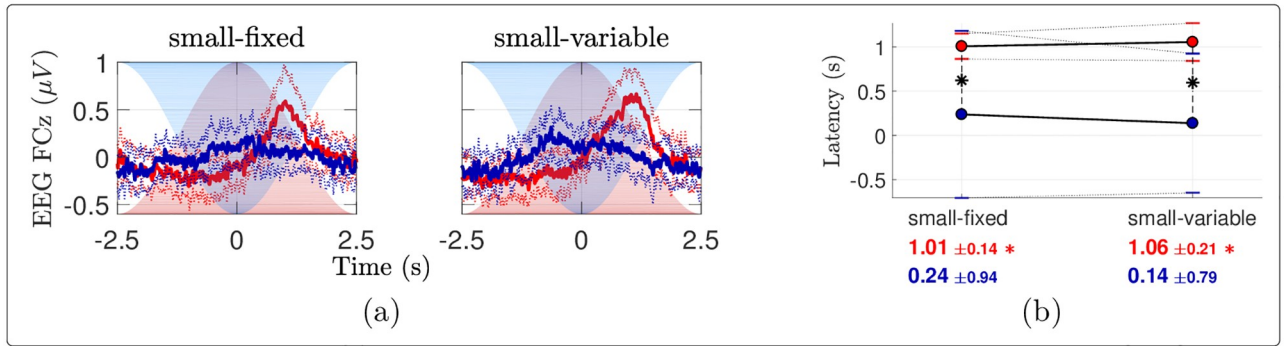 small-fixed
small-variable
EEG FCz (μV)
1
0.5
0
-0.5
-2.5
0
2.5
-2.5
0
2.5
Time (s)
(a)
Latency (s)
1
0.5
0
-0.5
small-fixed
small-variable
1.01 ±0.14 *
1.06 ±0.21 *
0.24 ±0.94
0.14 ±0.79
(b)